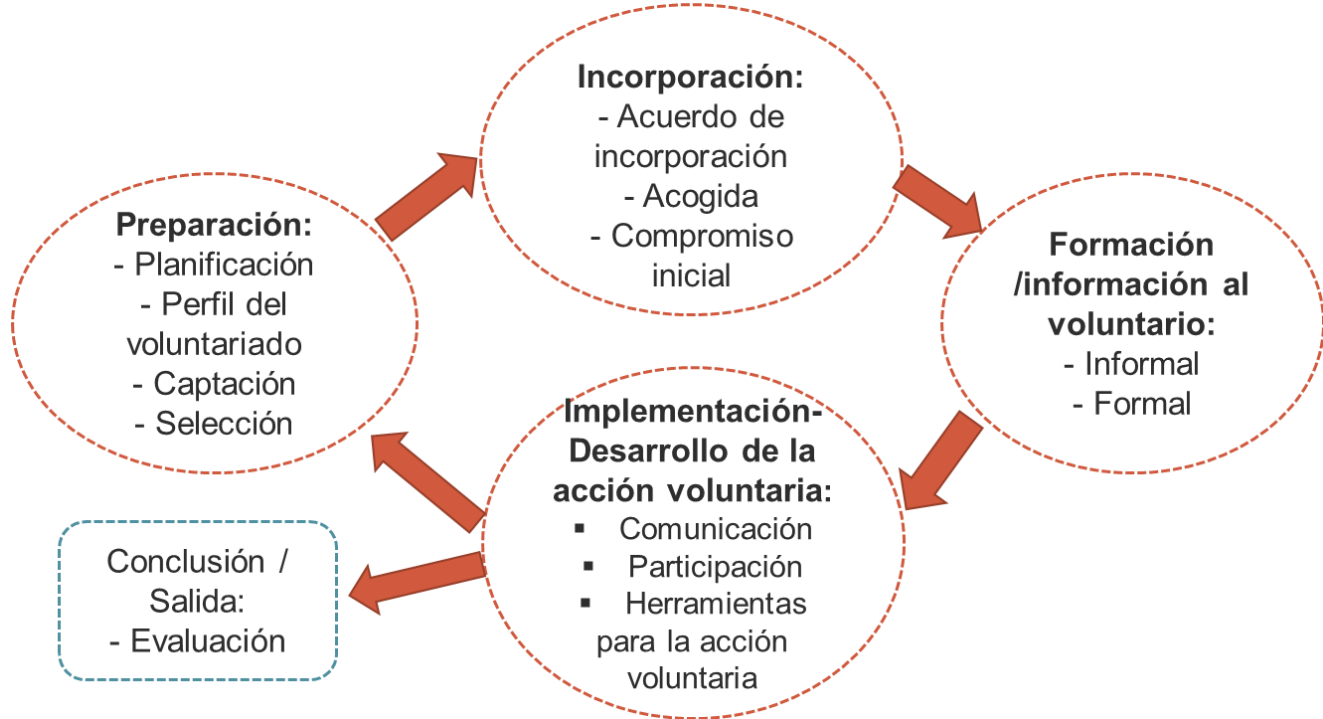 Preparación:
- Planificación
- Perfil del
voluntariado
- Captación
- Selección
Incorporación:
- Acuerdo de
incorporación
- Acogida
- Compromiso
inicial
Formación
/información al
voluntario:
- Informal
- Formal
Implementación-
Desarrollo de la
acción voluntaria:
▪ Comunicación
▪ Participación
▪ Herramientas
para la acción
voluntaria
Conclusión /
Salida:
- Evaluación